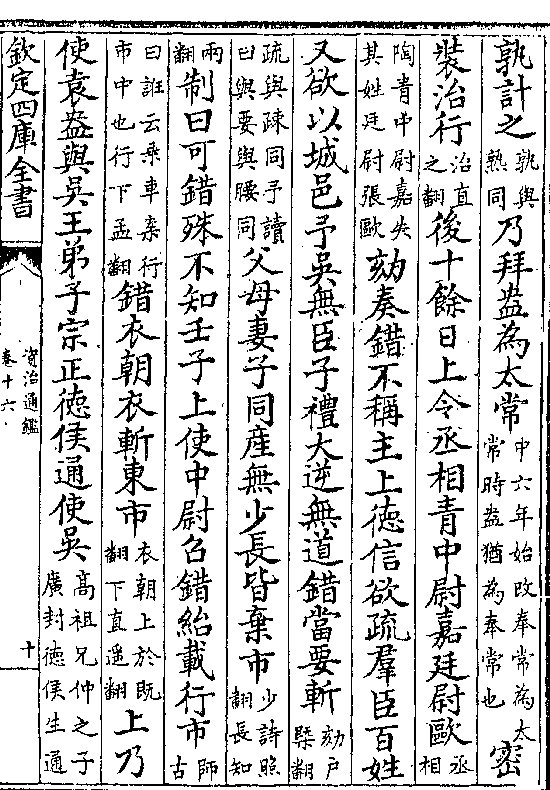 孰計之孰與熟同乃拜盎為太常中六年始改奉常為太常時盎猶為奉常也密
裝治行治直之翻後十餘日上令丞相青中尉嘉廷尉歐丞相
陶青中尉嘉失其姓廷尉張歐劾奏錯不稱主上徳信欲疏羣臣百姓
又欲以城邑予吳無臣子禮大逆無道錯當要斬劾戸槩翻
疏與疎同予讀曰與要與腰同父母妻子同産無少長皆棄市少詩照翻長知
兩翻制曰可錯殊不知壬子上使中尉召錯紿載行市師古
曰誑云乗車案行市中也行下孟翻錯衣朝衣斬東市衣朝上於既翻下直遥翻上乃
使袁盎與吳王弟子宗正徳侯通使吳髙祖兄仲之子廣封徳侯生通
欽定四庫全書
資治通鑑
卷十六
十